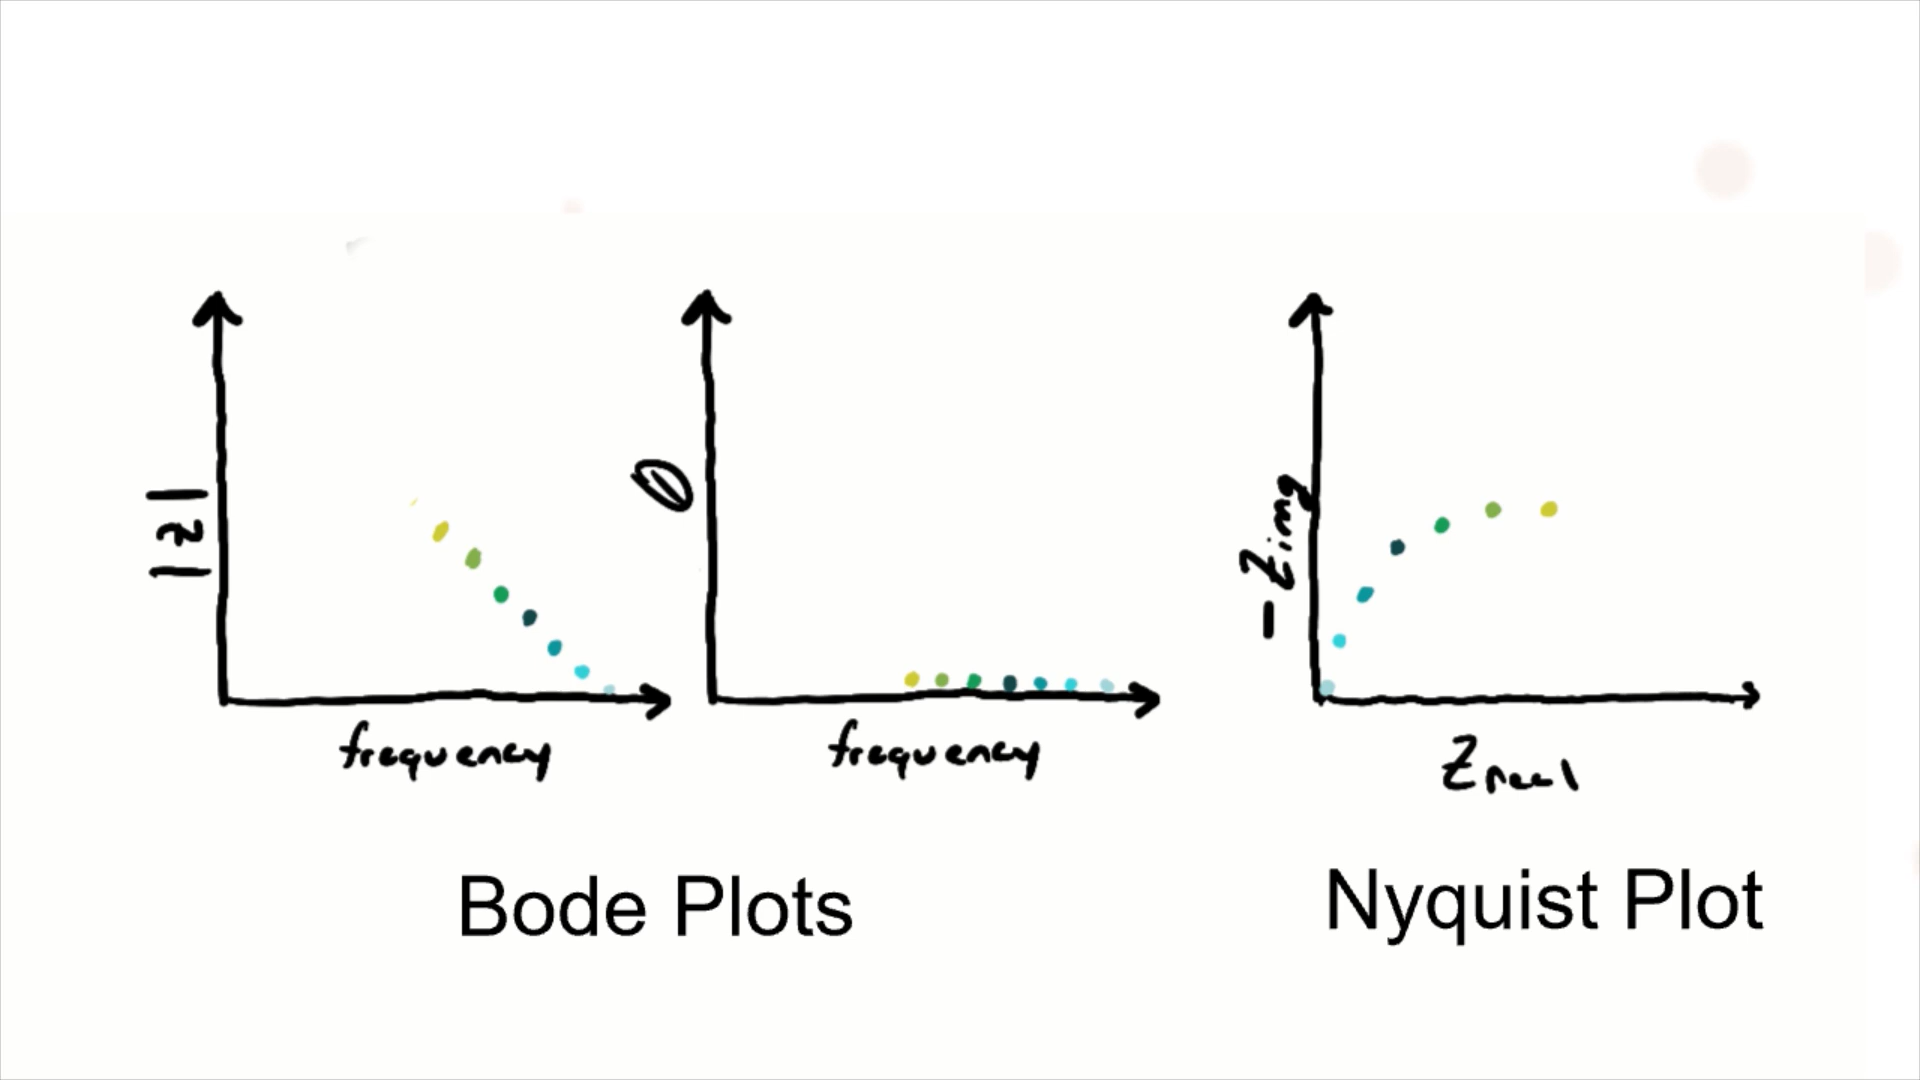 |z|
frequency
Ø
frequency
-Zimg
Zreal
Bode Plots
Nyquist Plot